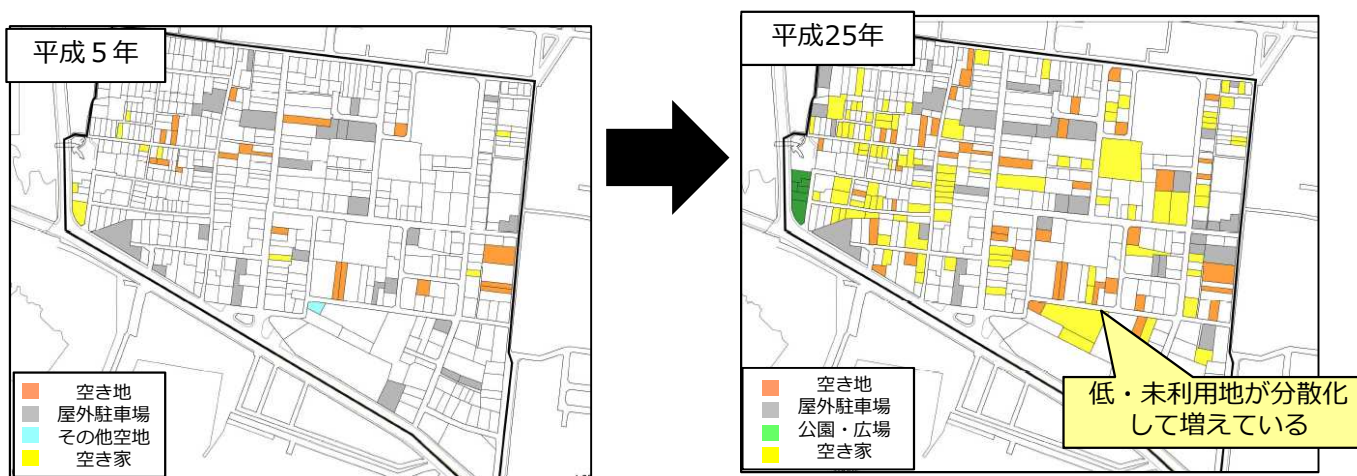 平成５年
空き地
屋外駐車場
その他空地
空き家
平成25年
空き地
屋外駐車場
公園・広場
空き家
低・未利用地が分散化
して増えている